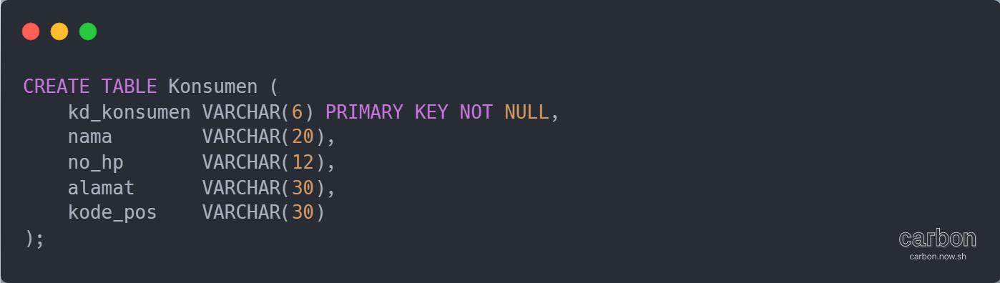 CREATE TABLE Konsumen (
    kd_konsumen VARCHAR(6) PRIMARY KEY NOT NULL,
    nama        VARCHAR(20),
    no_hp       VARCHAR(12),
    alamat      VARCHAR(30),
    kode_pos    VARCHAR(30)
);
carbon
carbon.now.sh